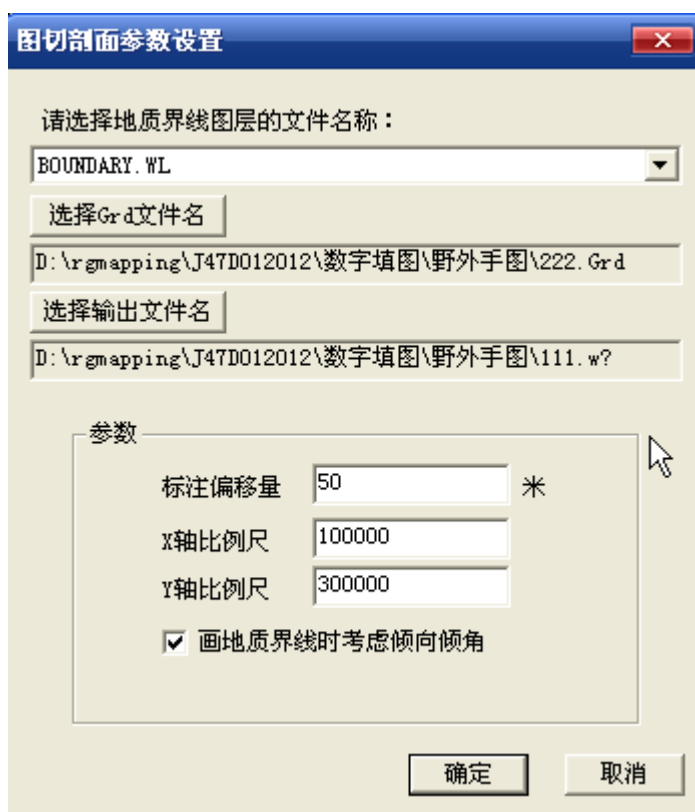 图切剖面参数设置
请选择地质界线图层的文件名称：
BOUNDARY.WL
选择Grd文件名
D:\rgmapping\J47D012012\数字填图\野外手图\222.Grd
选择输出文件名
D:\rgmapping\J47D012012\数字填图\野外手图\111.w?
参数
标注偏移量 50 米
X轴比例尺 100000
Y轴比例尺 300000
画地质界线时考虑倾向倾角
确定 取消